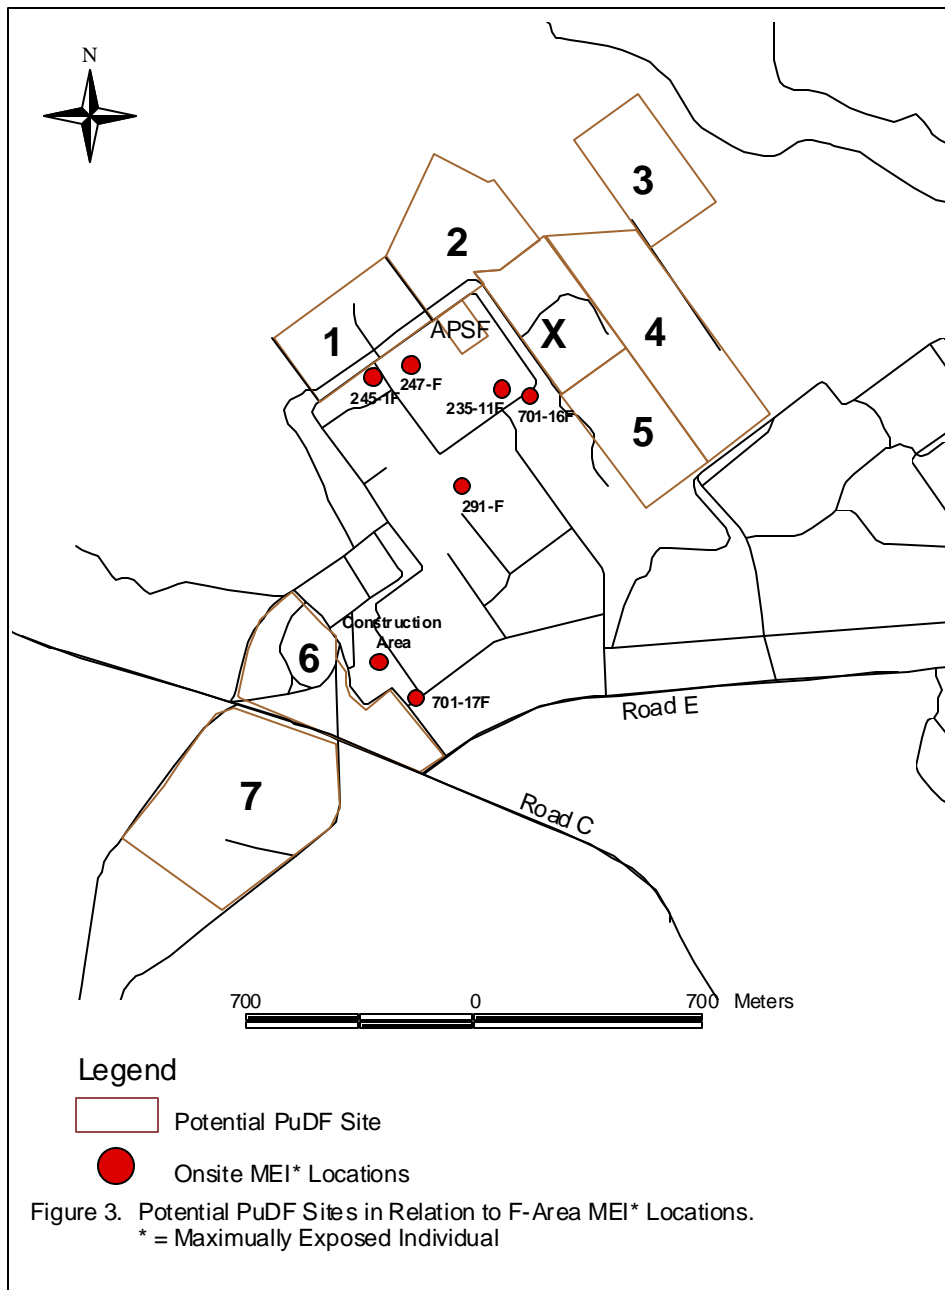 N
3
2
1
APSF
X
4
247-F
245-1F
235-11F
701-16F
5
291-F
Construction
Area
6
701-17F
Road E
7
Road C
700 0 700 Meters
Legend
Potential PuDF Site
Onsite MEI* Locations
Figure 3. Potential PuDF Sites in Relation to F-Area MEI* Locations.
* = Maximally Exposed Individual